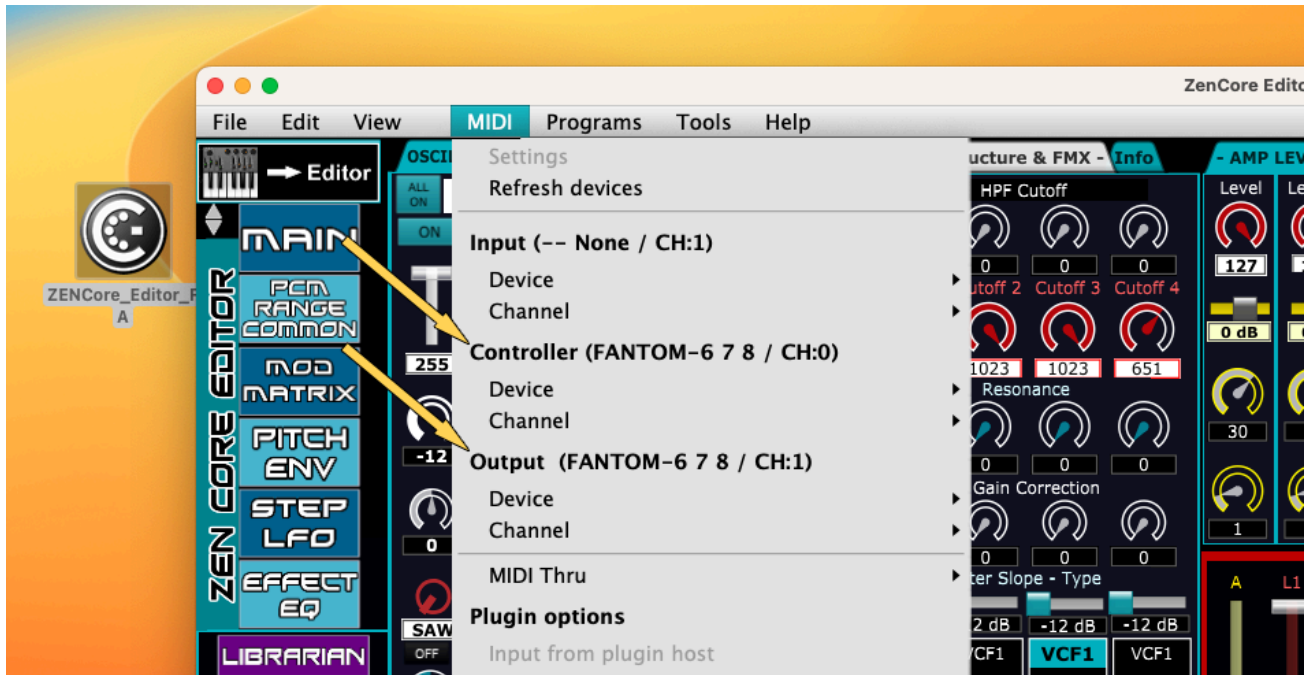 ZenCore Edito
File Edit View MIDI Programs Tools Help
Editor
ZEN CORE EDITOR
MAIN
PCM
RANGE
COMMON
MOD
MATRIX
PITCH
ENV
STEP
LFO
EFFECT
EQ
LIBRARIAN
ZENCore_Editor_F
A
OSCI
ALL
ON
ON
255
-12
0
SAW
OFF
Settings
Refresh devices
Input (-- None / CH:1)
Device
Channel
Controller (FANTOM-6 7 8 / CH:0)
Device
Channel
Output (FANTOM-6 7 8 / CH:1)
Device
Channel
MIDI Thru
Plugin options
Input from plugin host
ucture & FMX - Info
HPF Cutoff
0 0 0
utoff 2 Cutoff 3 Cutoff 4
1023 1023 651
Resonance
0 0 0
Gain Correction
0 0 0
ter Slope - Type
2 dB -12 dB -12 dB
VCF1 VCF1 VCF1
- AMP LEV
Level Le
127
0 dB
30
1
A L1